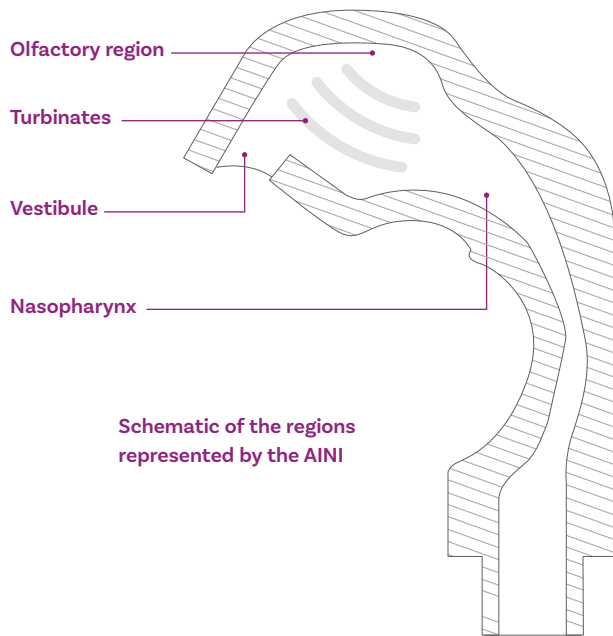 Olfactory region
Turbinates
Vestibule
Nasopharynx
Schematic of the regions
represented by the AINI